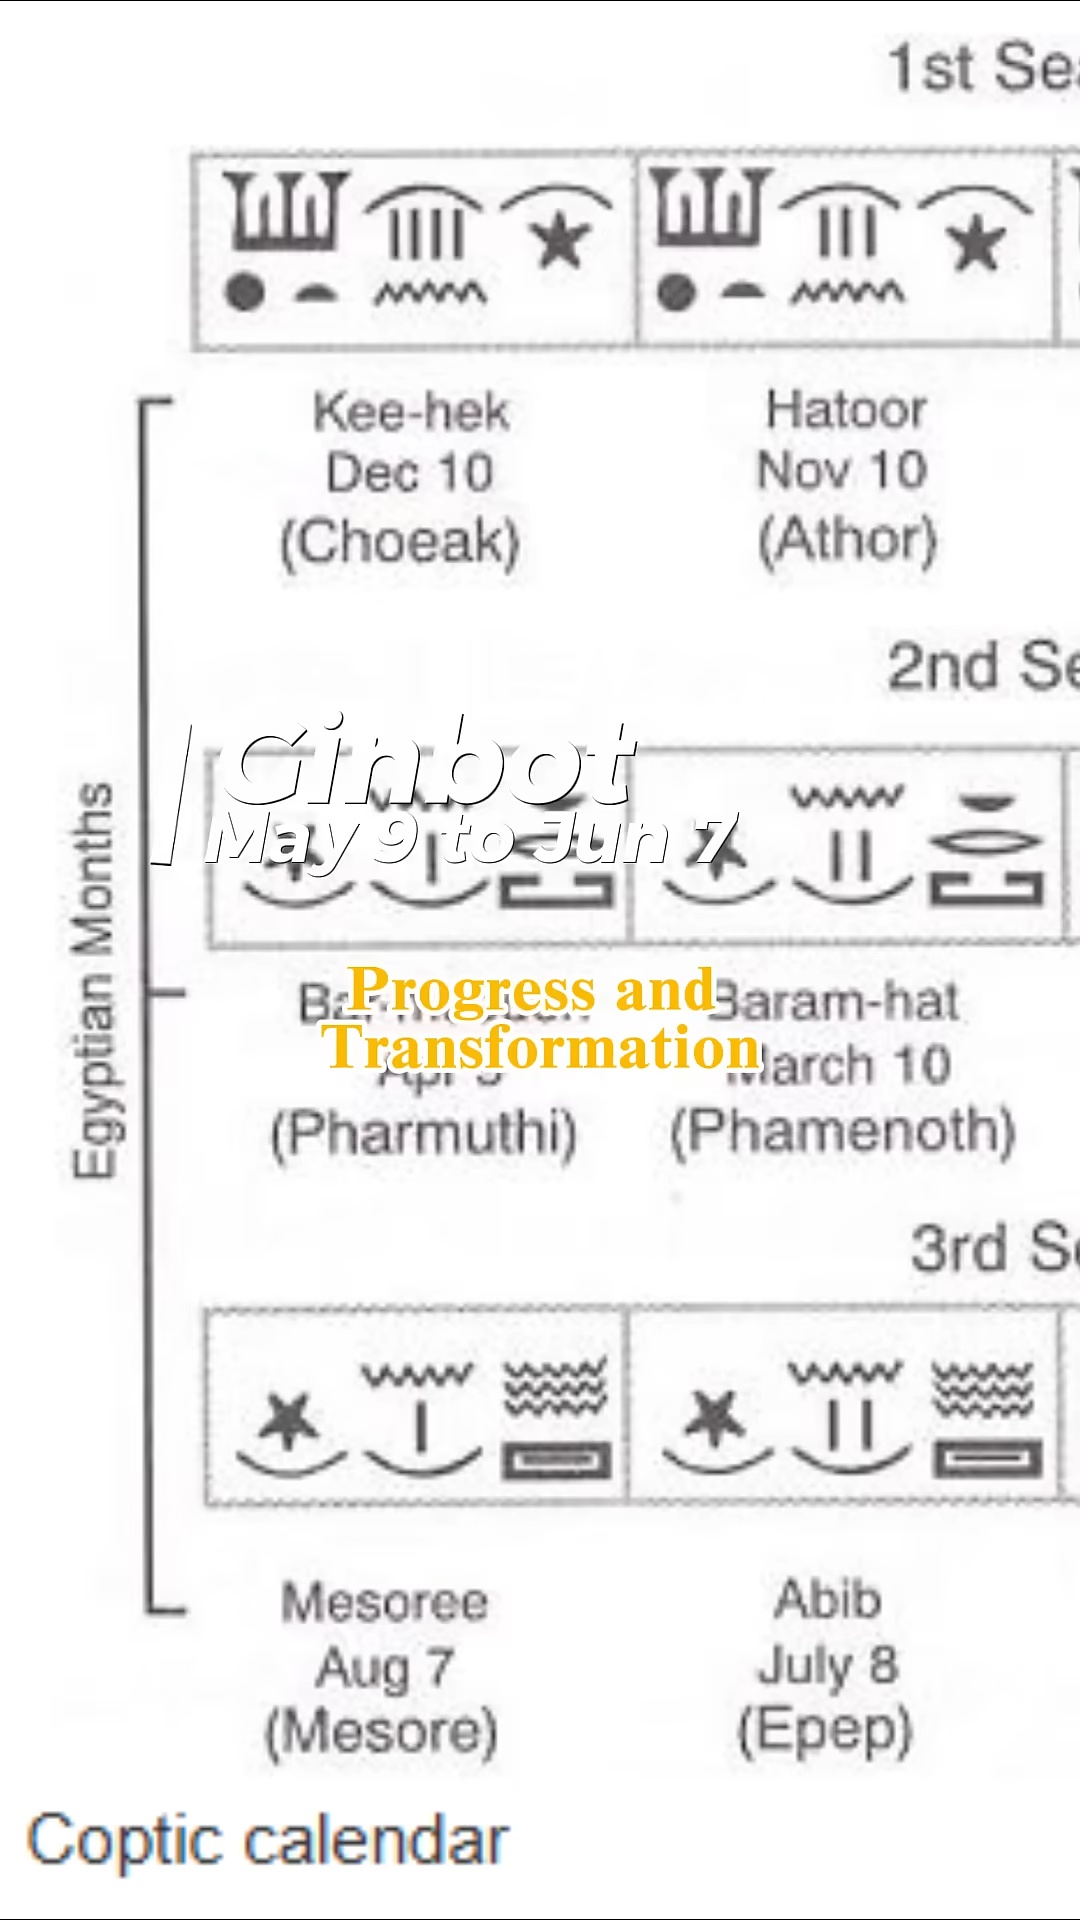 1st Sea
Kee-hek
Hatoor
Dec 10
Nov 10
(Choeak)
(Athor)
2nd Se
Ginbot
May 9 to Jun 7
Egyptian Months
Progress and
Baram-hat
Transformation
March 10
(Pharmuthi)
(Phamenoth)
3rd Se
Mesoree
Abib
Aug 7
July 8
(Mesore)
(Epep)
Coptic calendar